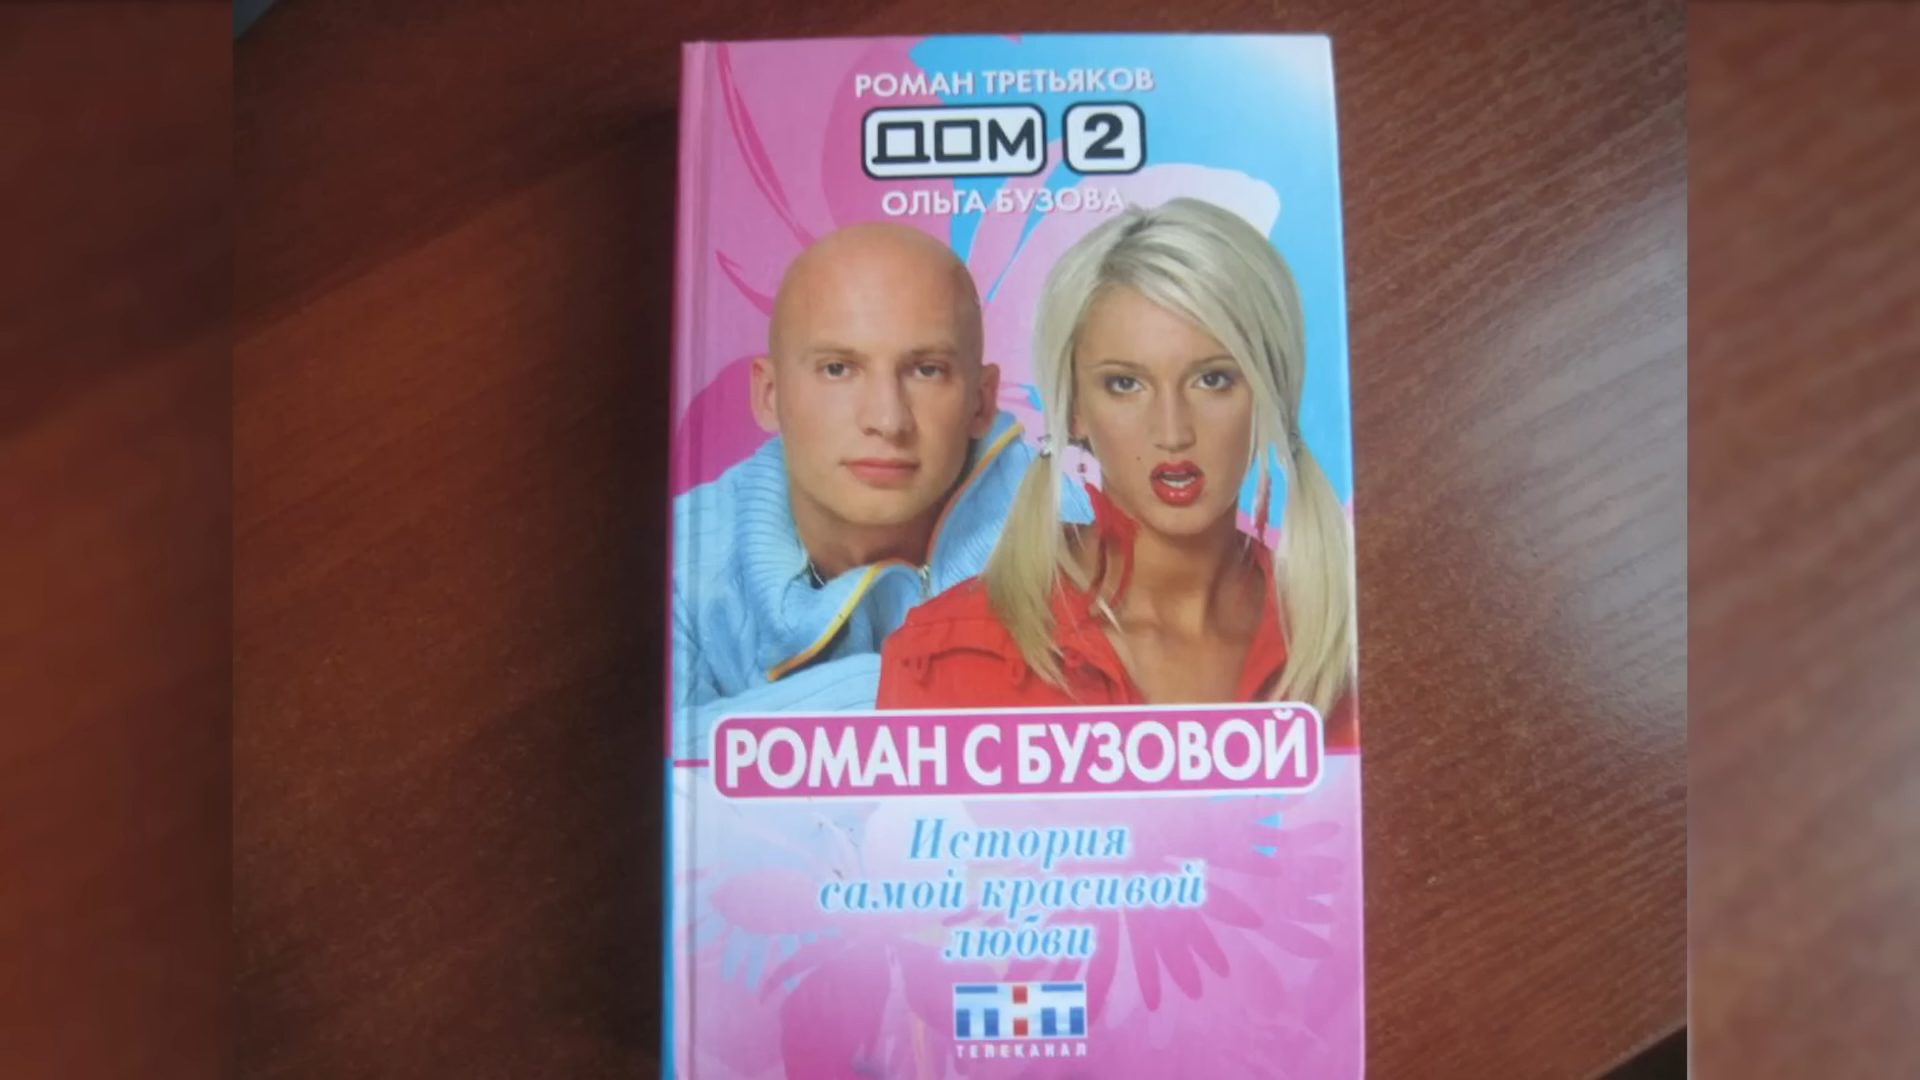 РОМАН ТРЕТЬЯКОВ
ДОМ 2
ОЛЬГА БУЗОВА
РОМАН С БУЗОВОЙ
История
самой красивой
любви
ТНТ
ТЕЛЕКАНАЛ